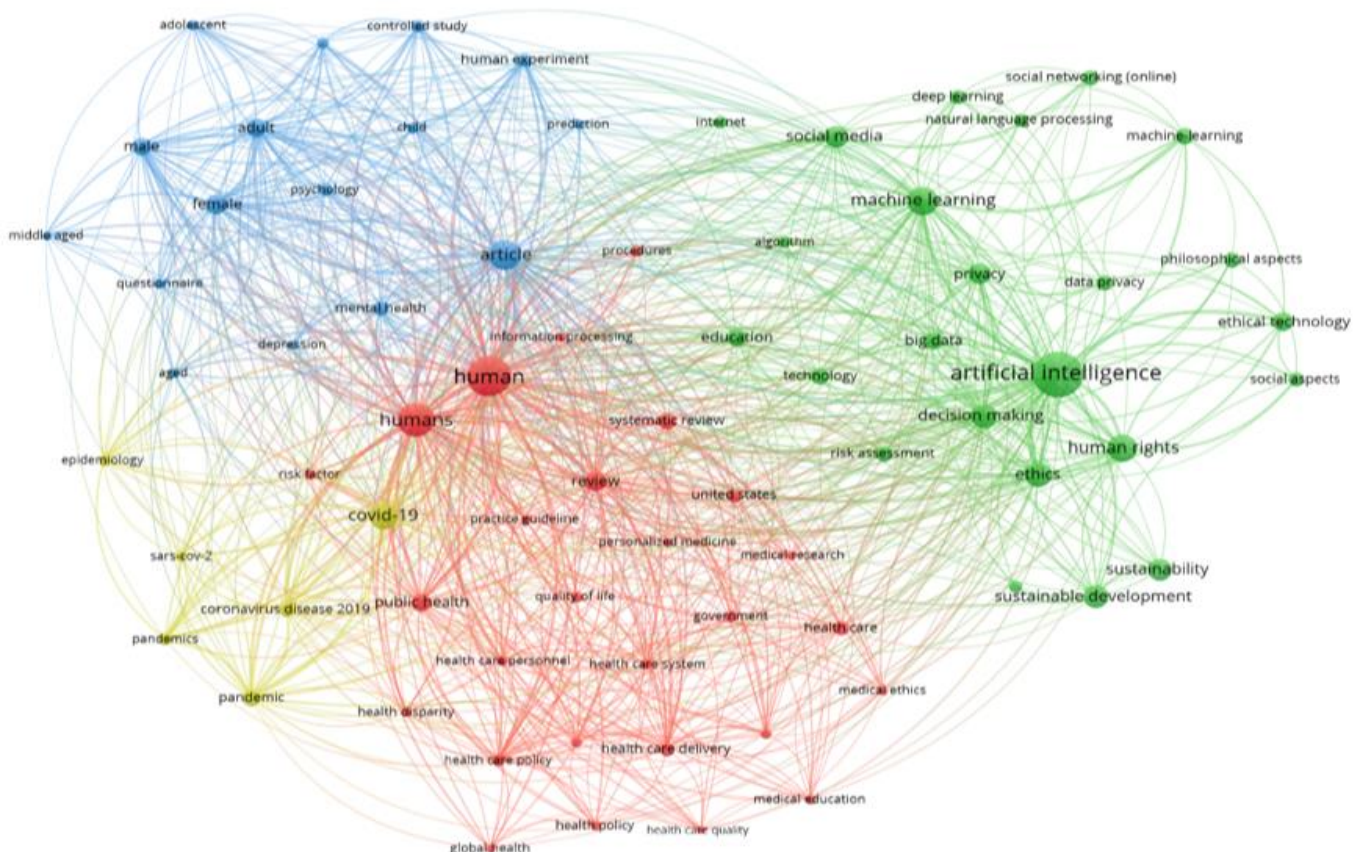 adolescent
controlled study
human experiment
social networking (online)
deep learning
natural language processing
machine-learning
adult
child
prediction
internet
social media
male
psychology
female
machine learning
middle aged
article
procedures
algorithm
philosophical aspects
questionnaire
privacy
data privacy
mental health
information processing
education
big data
ethical technology
depression
aged
human
technology
artificial intelligence
social aspects
humans
systematic review
decision making
epidemiology
risk factor
risk assessment
human rights
review
united states
ethics
covid-19
practice guideline
personalized medicine
medical research
sars-cov-2
sustainability
coronavirus disease 2019
public health
quality of life
sustainable development
government
health care
pandemics
health care personnel
health care system
pandemic
medical ethics
health disparity
health care policy
health care delivery
medical education
health policy
health care quality
global health